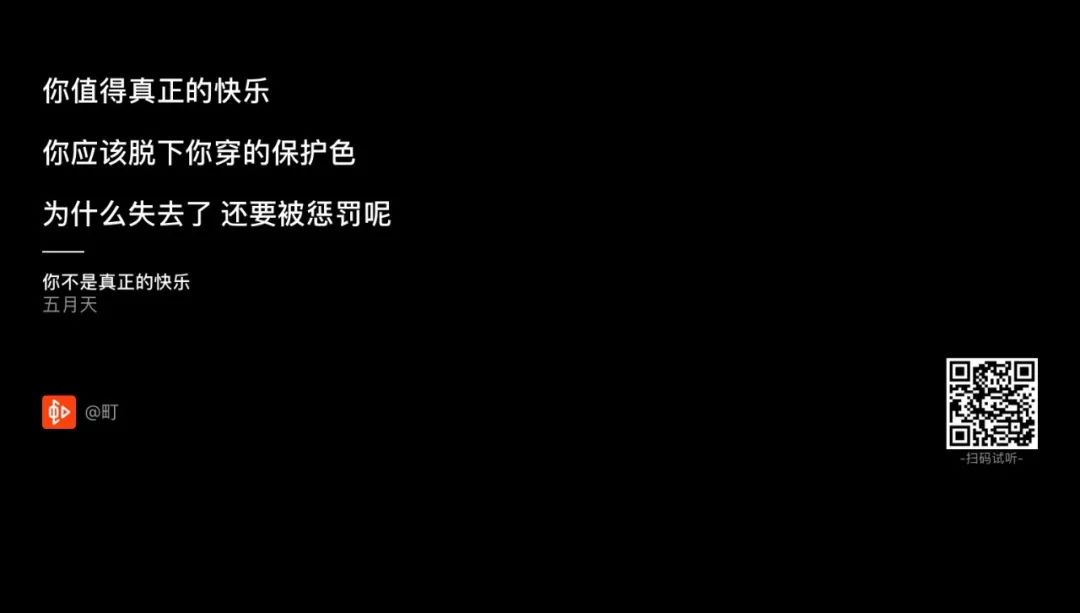 你值得真正的快乐
你应该脱下你穿的保护色
为什么失去了 还要被惩罚呢
你不是真正的快乐
五月天
@町
-扫码试听-